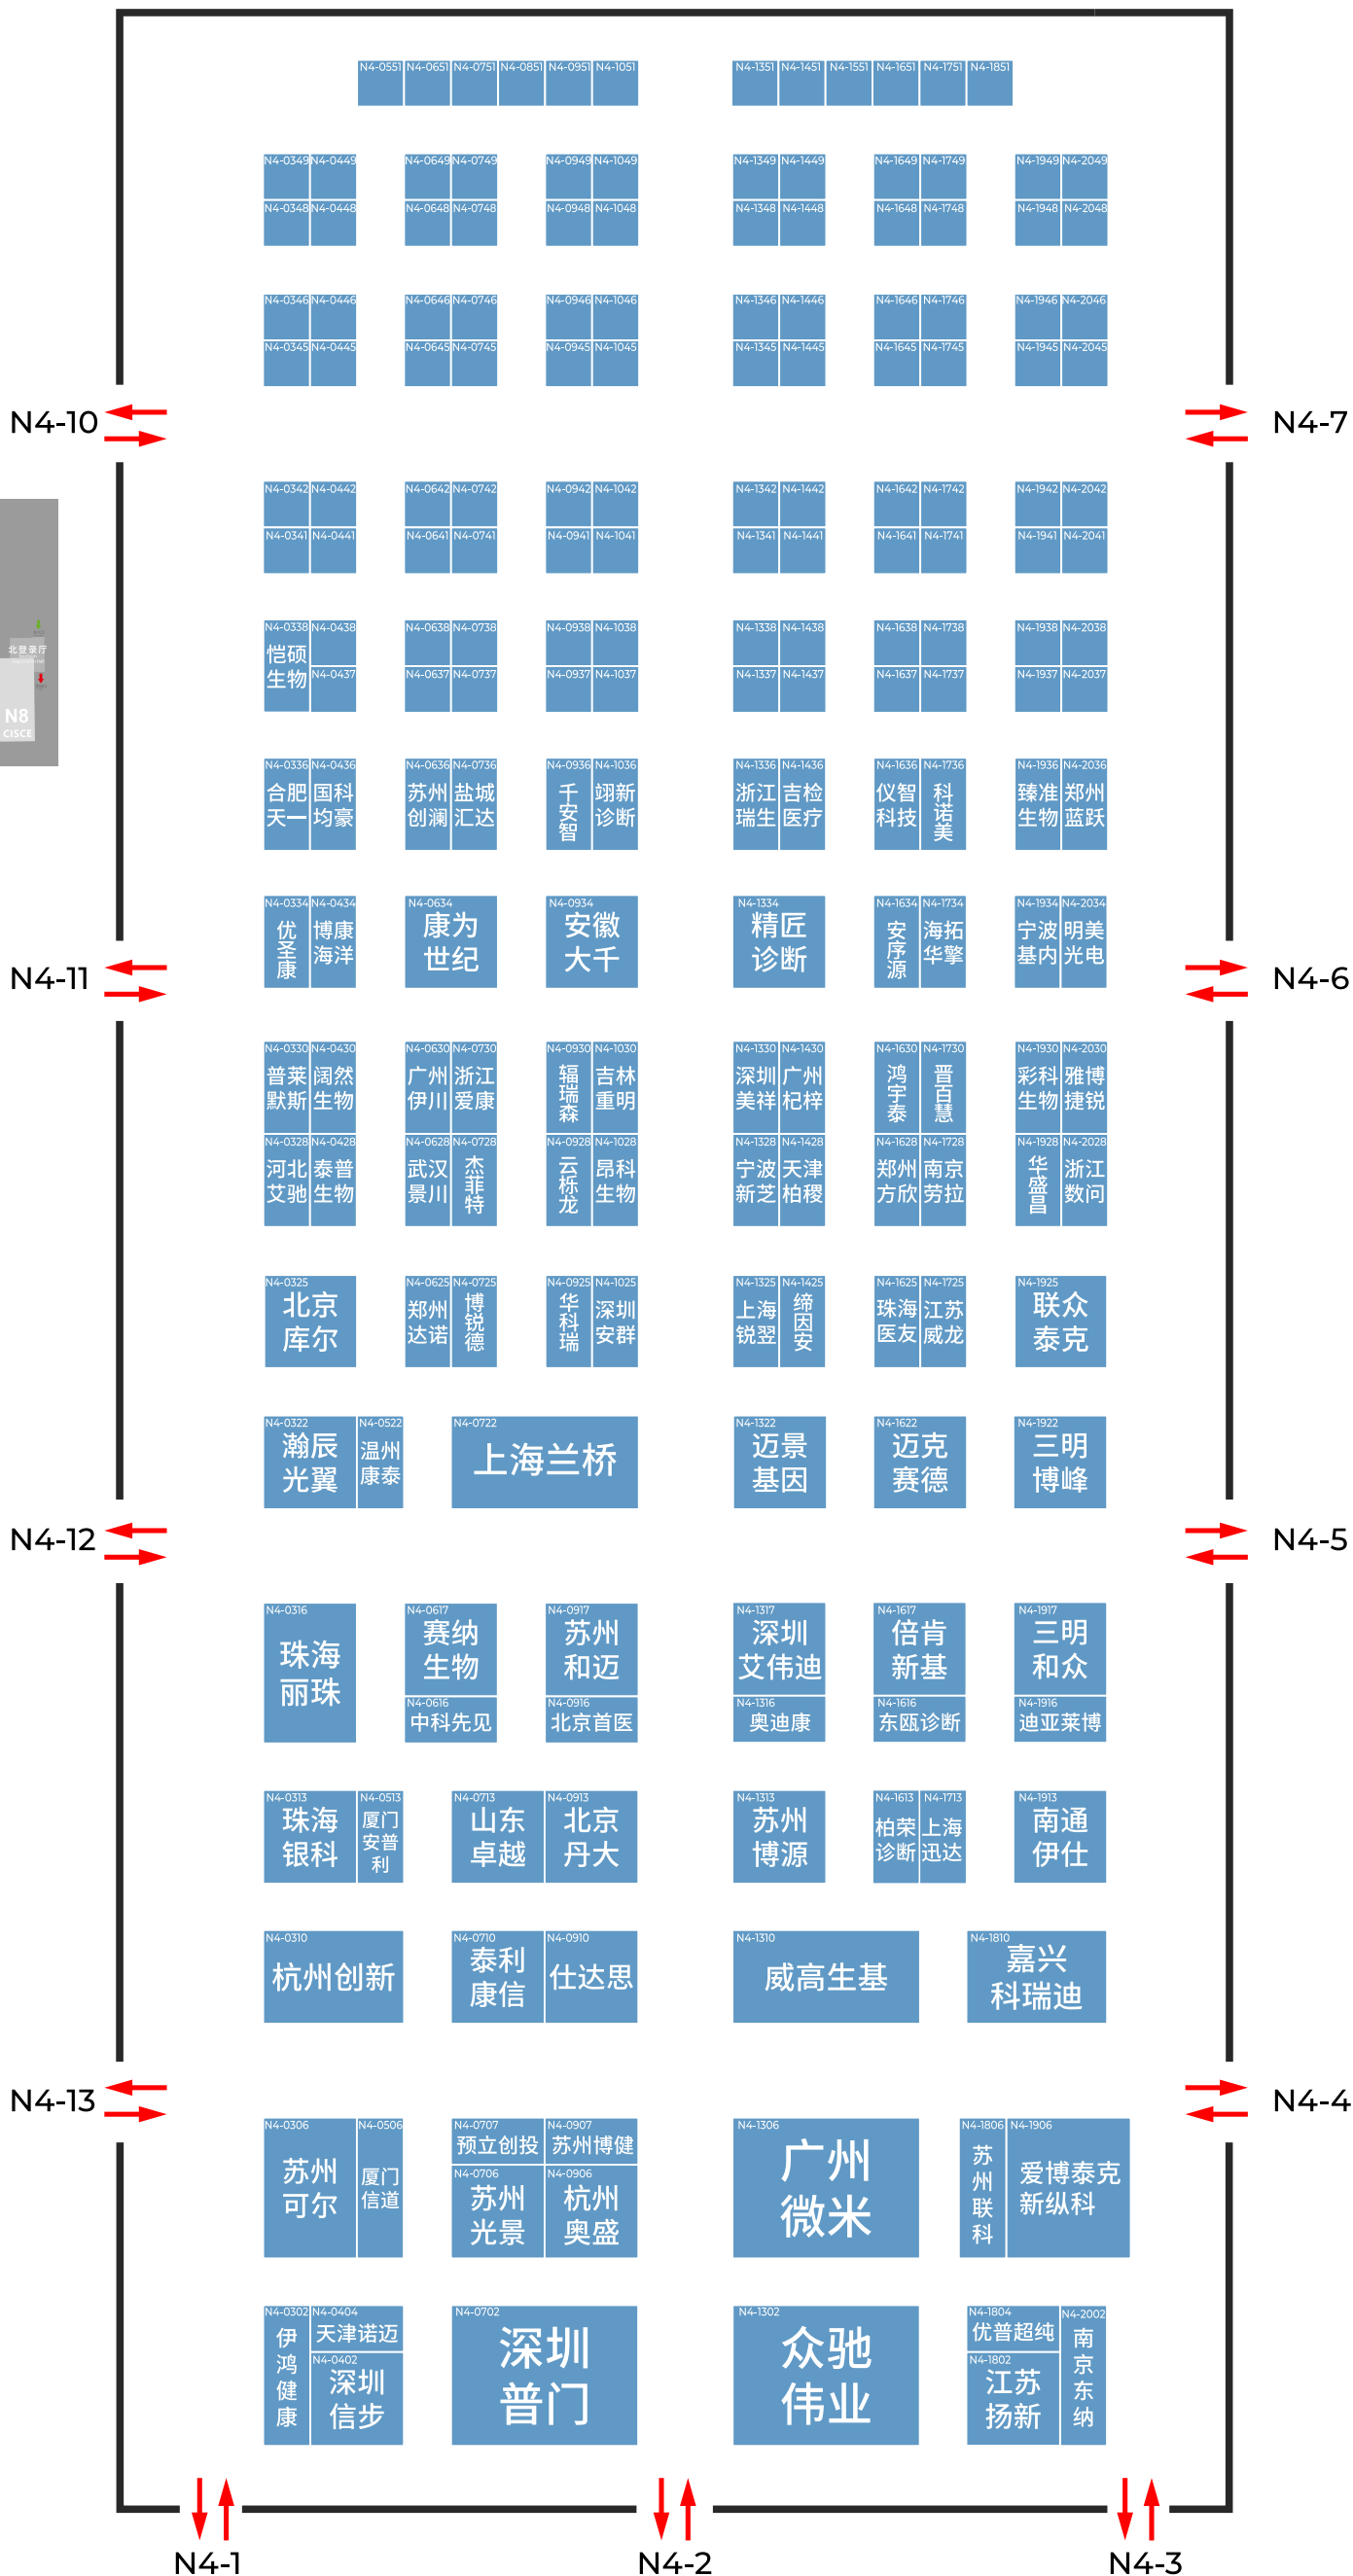 N4-0551 N4-0651 N4-0751 N4-0851 N4-0951 N4-1051 N4-1351 N4-1451 N4-1551 N4-1651 N4-1751 N4-1851
N4-0349 N4-0449 N4-0649 N4-0749 N4-0949 N4-1049 N4-1349 N4-1449 N4-1649 N4-1749 N4-1949 N4-2049
N4-0348 N4-0448 N4-0648 N4-0748 N4-0948 N4-1048 N4-1348 N4-1448 N4-1648 N4-1748 N4-1948 N4-2048
N4-0346 N4-0446 N4-0646 N4-0746 N4-0946 N4-1046 N4-1346 N4-1446 N4-1646 N4-1746 N4-1946 N4-2046
N4-0345 N4-0445 N4-0645 N4-0745 N4-0945 N4-1045 N4-1345 N4-1445 N4-1645 N4-1745 N4-1945 N4-2045
N4-10 N4-7
N4-0342 N4-0442 N4-0642 N4-0742 N4-0942 N4-1042 N4-1342 N4-1442 N4-1642 N4-1742 N4-1942 N4-2042
N4-0341 N4-0441 N4-0641 N4-0741 N4-0941 N4-1041 N4-1341 N4-1441 N4-1641 N4-1741 N4-1941 N4-2041
北登录厅
N8
CISCE
N4-0338 N4-0438 N4-0638 N4-0738 N4-0938 N4-1038 N4-1338 N4-1438 N4-1638 N4-1738 N4-1938 N4-2038
恺硕
生物
N4-0437 N4-0637 N4-0737 N4-0937 N4-1037 N4-1337 N4-1437 N4-1637 N4-1737 N4-1937 N4-2037
N4-0336 N4-0436 N4-0636 N4-0736 N4-0936 N4-1036 N4-1336 N4-1436 N4-1636 N4-1736 N4-1936 N4-2036
合肥 国科 苏州 盐城 千安智 翊新 浙江 吉检 仪智 科诺美 臻准 郑州
天一 均豪 创澜 汇达 诊断 瑞生 医疗 科技 生物 蓝跃
N4-0334 N4-0434 N4-0634 N4-0934 N4-1334 N4-1634 N4-1734 N4-1934 N4-2034
优圣康 博康 康为 安徽 精匠 安序源 海拓 宁波 明美
海洋 世纪 大千 诊断 华擎 基内 光电
N4-11 N4-6
N4-0330 N4-0430 N4-0630 N4-0730 N4-0930 N4-1030 N4-1330 N4-1430 N4-1630 N4-1730 N4-1930 N4-2030
普莱 阔然 广州 浙江 辐瑞森 吉林 深圳 广州 鸿宇泰 晋百慧 彩科 雅博
默斯 生物 伊川 爱康 重明 美祥 杞梓 生物 捷锐
N4-0328 N4-0428 N4-0628 N4-0728 N4-0928 N4-1028 N4-1328 N4-1428 N4-1628 N4-1728 N4-1928 N4-2028
河北 泰普 武汉 杰菲特 云栎龙 昂科 宁波 天津 郑州 南京 华盛昌 浙江
艾驰 生物 景川 生物 新芝 柏稷 方欣 劳拉 数问
N4-0325 N4-0625 N4-0725 N4-0925 N4-1025 N4-1325 N4-1425 N4-1625 N4-1725 N4-1925
北京 郑州 博锐德 华科瑞 深圳 上海 缔因安 珠海 江苏 联众
库尔 达诺 安群 锐翌 医友 威龙 泰克
N4-0322 N4-0522 N4-0722 N4-1322 N4-1622 N4-1922
瀚辰 温州 上海兰桥 迈景 迈克 三明
光翼 康泰 基因 赛德 博峰
N4-12 N4-5
N4-0316 N4-0617 N4-0917 N4-1317 N4-1617 N4-1917
珠海 赛纳 苏州 深圳 倍肯 三明
丽珠 生物 和迈 艾伟迪 新基 和众
N4-0616 N4-0916 N4-1316 N4-1616 N4-1916
中科先见 北京首医 奥迪康 东瓯诊断 迪亚莱博
N4-0313 N4-0513 N4-0713 N4-0913 N4-1313 N4-1613 N4-1713 N4-1913
珠海 厦门 山东 北京 苏州 柏荣 上海 南通
银科 安普 卓越 丹大 博源 诊断 迅达 伊仕
利
N4-0310 N4-0710 N4-0910 N4-1310 N4-1810
杭州创新 泰利 仕达思 威高生基 嘉兴
康信 科瑞迪
N4-13 N4-4
N4-0306 N4-0506 N4-0707 N4-0907 N4-1306 N4-1806 N4-1906
苏州 厦门 预立创投 苏州博健 广州 苏州联科 爱博泰克
可尔 信道 微米 新纵科
N4-0706 N4-0906
苏州 杭州
光景 奥盛
N4-0302 N4-0404 N4-0702 N4-1302 N4-1804 N4-2002
伊鸿健康 天津诺迈 深圳 众驰 优普超纯 南京东纳
普门 伟业
N4-0402 N4-1802
深圳 江苏
信步 扬新
N4-1 N4-2 N4-3